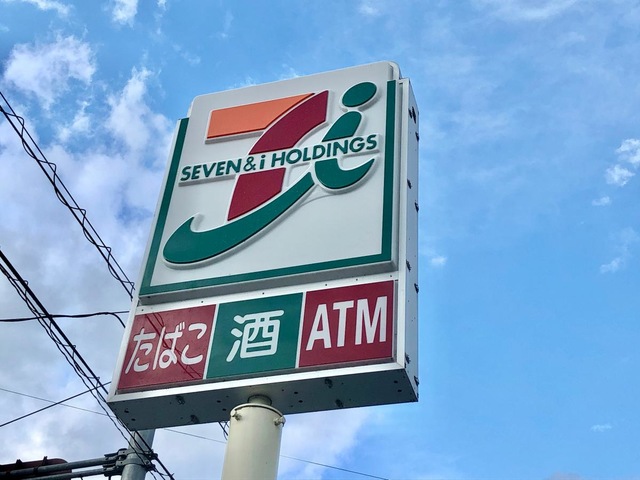 SEVEN&i HOLDINGS
たばこ 酒 ATM